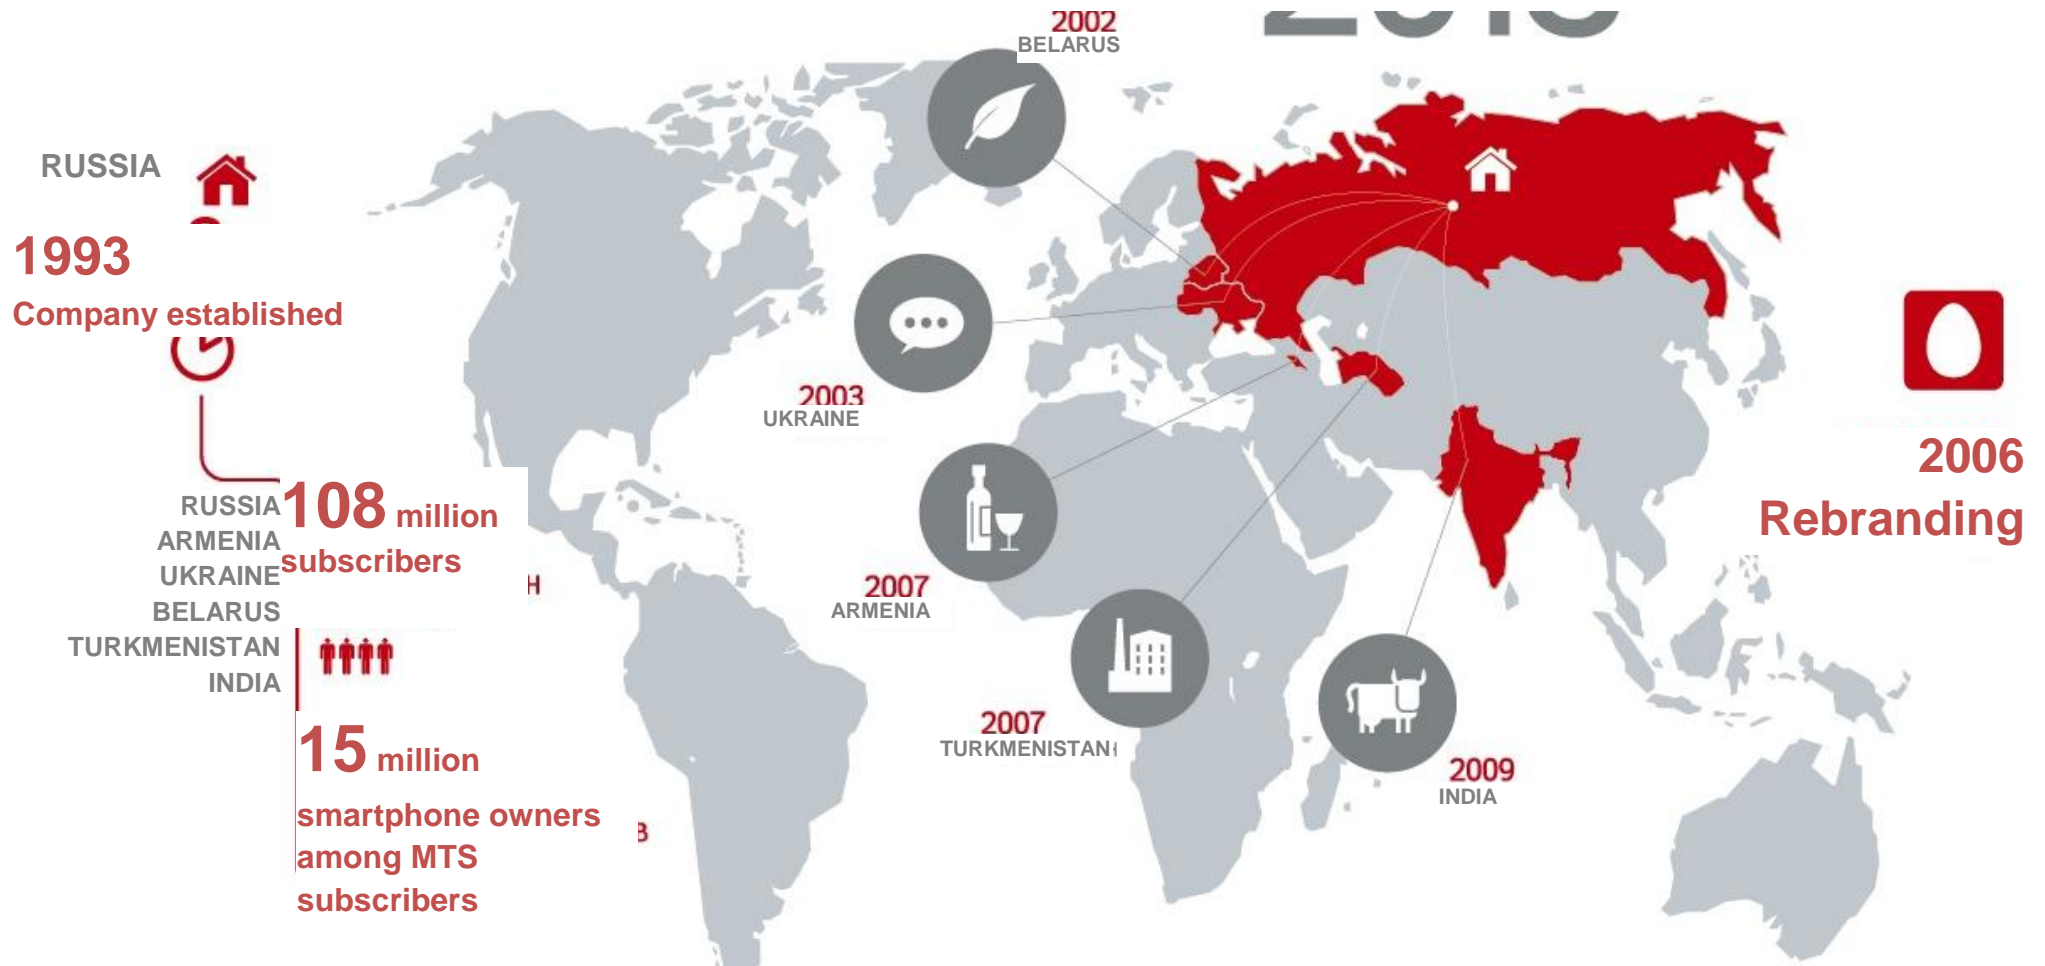 2002
BELARUS
RUSSIA
1993
Company established
2003
UKRAINE
2006
Rebranding
RUSSIA
ARMENIA
UKRAINE
BELARUS
TURKMENISTAN
INDIA
108 million
subscribers
H
2007
ARMENIA
15 million
smartphone owners
among MTS
subscribers
2007
TURKMENISTAN
2009
INDIA